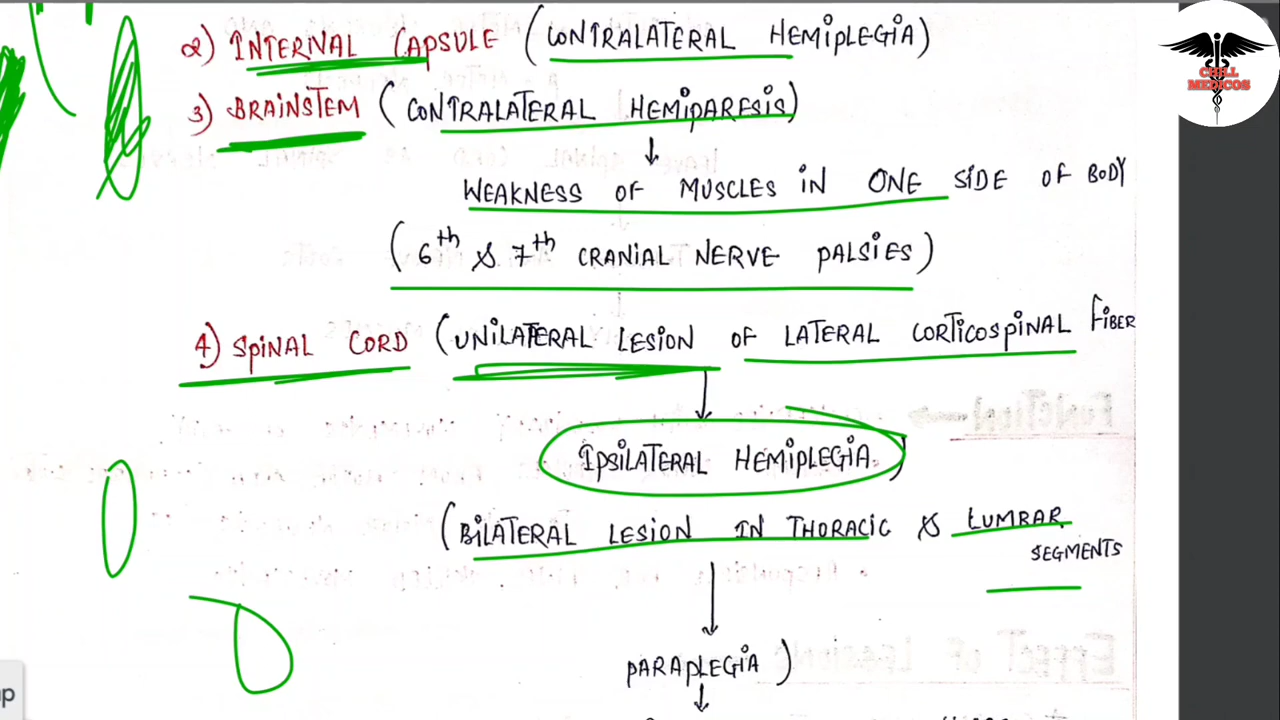 2) INTERNAL CAPSULE (CONTRALATERAL HEMIPLEGIA)
3) BRAINSTEM (CONTRALATERAL HEMIPARESIS)
↓
WEAKNESS OF MUSCLES IN ONE SIDE OF BODY
(6th & 7th CRANIAL NERVE PALSIES)
4) SPINAL CORD (UNILATERAL LESION OF LATERAL CORTICOSPINAL FIBER
↓
IPSILATERAL HEMIPLEGIA)
(BILATERAL LESION IN THORACIC & LUMBAR
SEGMENTS
↓
PARAPLEGIA)
↓
CHILL
MEDICOS